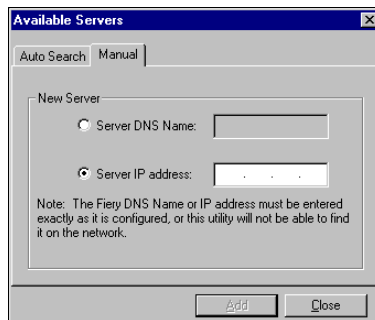 Available Servers
Auto Search Manual
New Server
Server DNS Name:
Server IP address: . . .
Note: The Fiery DNS Name or IP address must be entered
exactly as it is configured, or this utility will not be able to find
it on the network.
Add Close